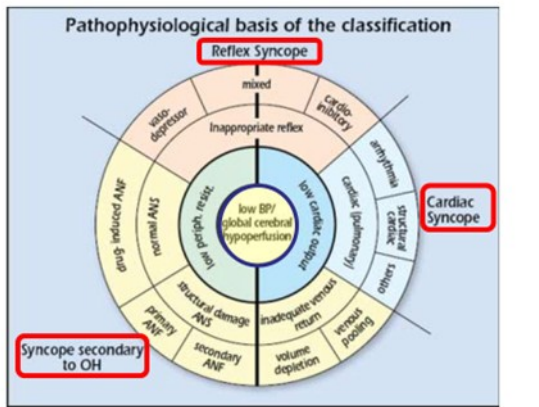 Pathophysiological basis of the classification
Reflex Syncope
mixed
vaso-
depressor
cardio-
inhibitory
Inappropriate reflex
drug-induced ANF
normal ANS
low periph. resist.
low BP/
global cerebral
hypoperfusion
low cardiac output
cardiac (pulmonary)
arrhythmia
structural
cardiac
others
Cardiac
Syncope
structural damage
ANS
inadequate venous
return
primary
ANF
secondary
ANF
volume
depletion
venous
pooling
Syncope secondary
to OH